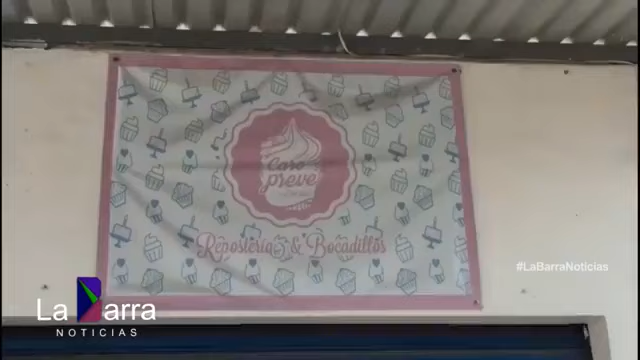 Caro
preve
Repostería & Bocadillos
#LaBarraNoticias
La Barra
NOTICIAS